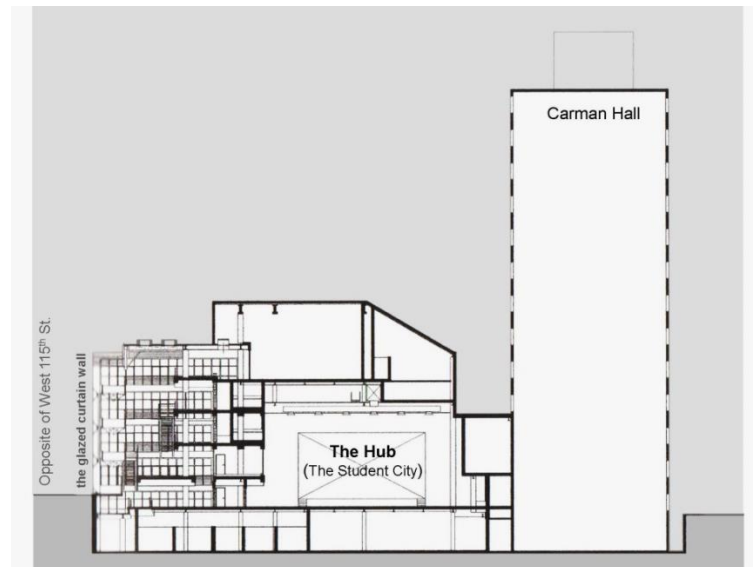 Carman Hall
Opposite of West 115th St.
the glazed curtain wall
The Hub
(The Student City)